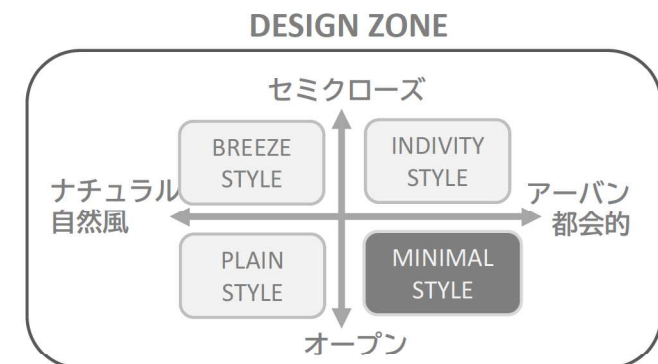 DESIGN ZONE
セミクローズ
BREEZE
STYLE
INDIVITY
STYLE
ナチュラル
自然風
アーバン
都会的
PLAIN
STYLE
MINIMAL
STYLE
オープン